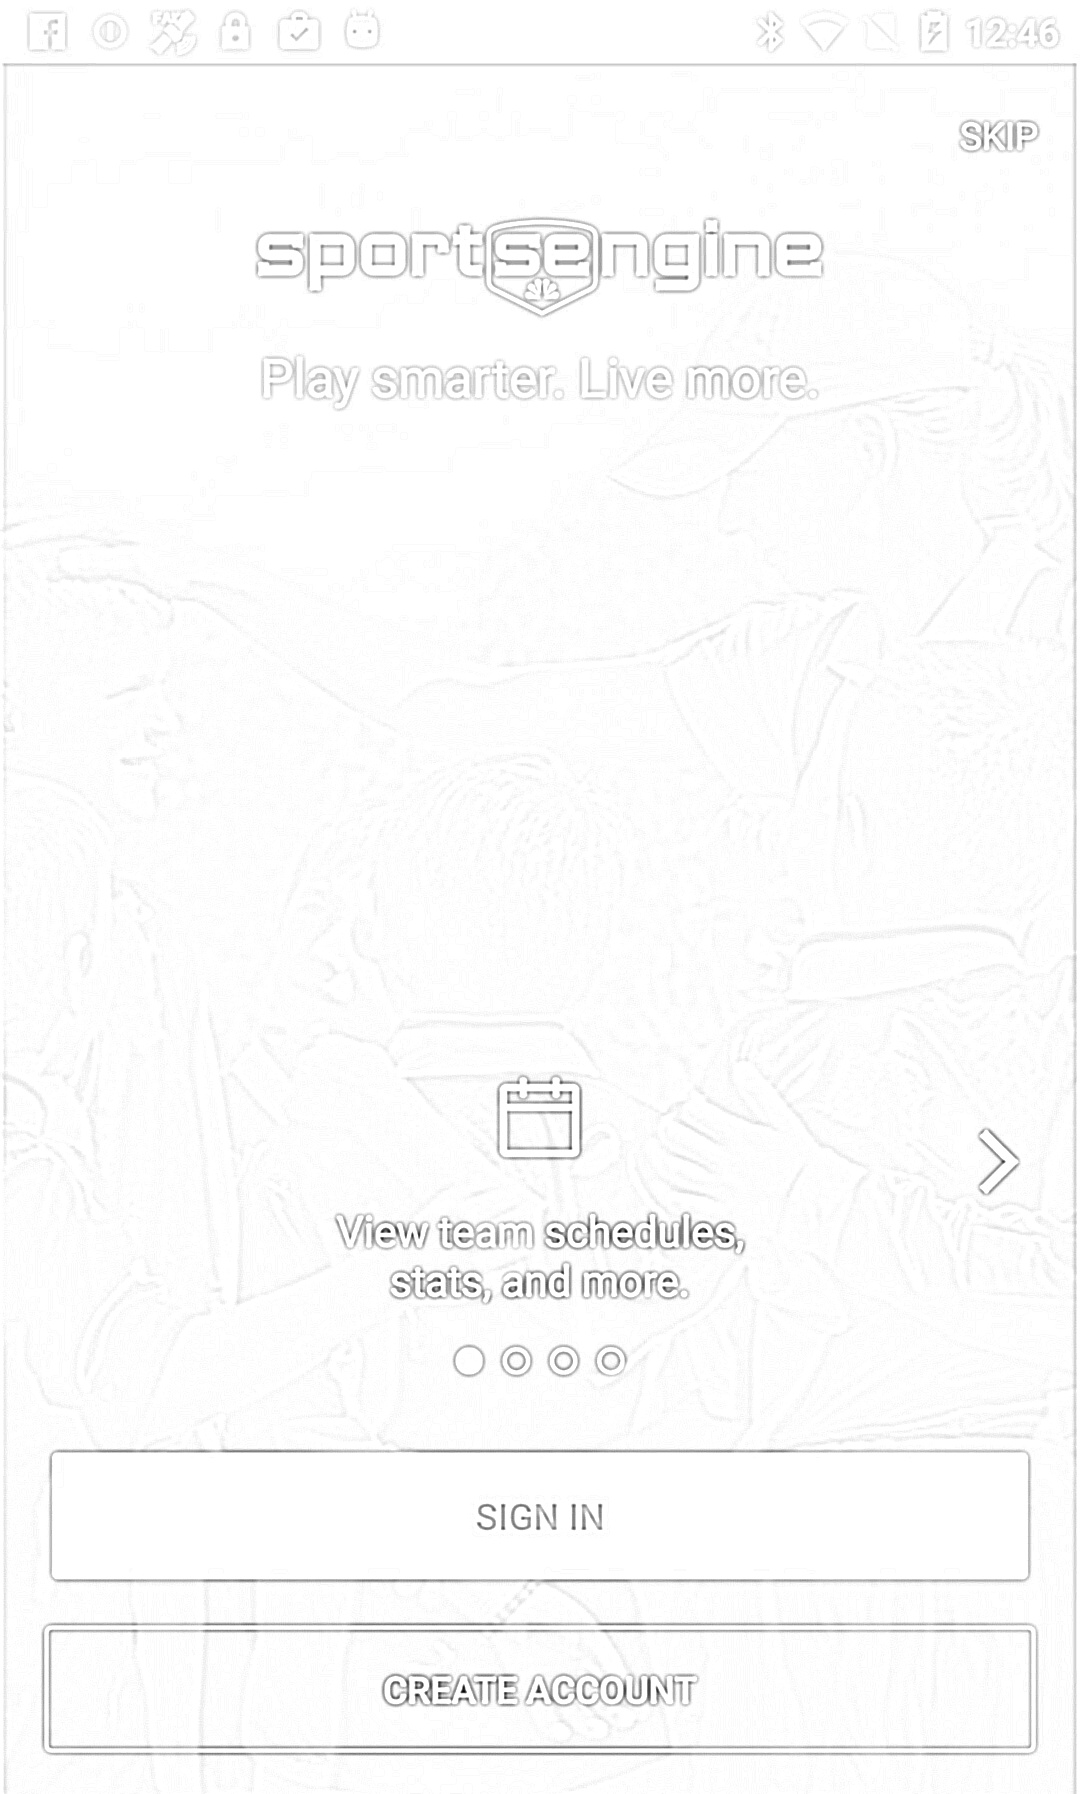 12:46
SKIP
sportsengine
Play smarter. Live more.
View team schedules,
stats, and more.
SIGN IN
CREATE ACCOUNT